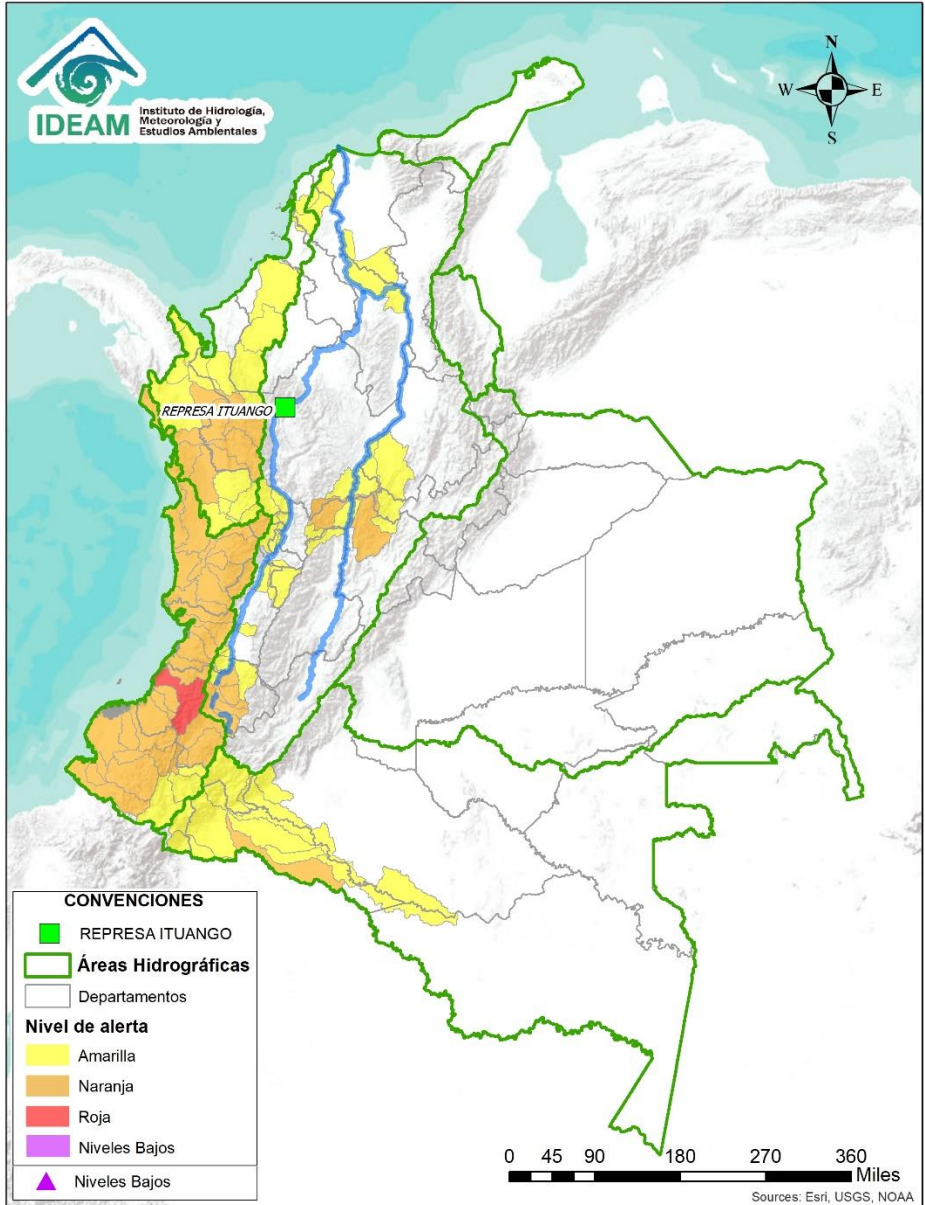 IDEAM
Instituto de Hidrología,
Meteorología y
Estudios Ambientales
N
W
E
S
REPRESA ITUANGO
CONVENCIONES
REPRESA ITUANGO
Áreas Hidrográficas
Departamentos
Nivel de alerta
Amarilla
Naranja
Roja
Niveles Bajos
Niveles Bajos
0 45 90 180 270 360
Miles
Sources: Esri, USGS, NOAA